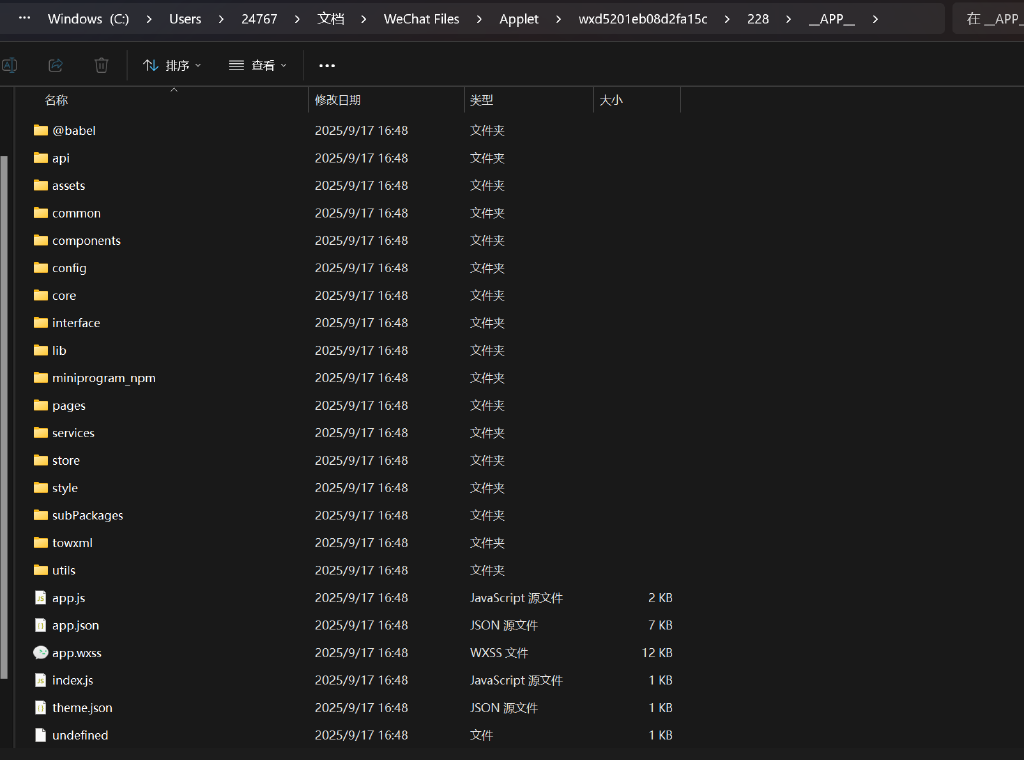 ··· Windows (C:) > Users > 24767 > 文档 > WeChat Files > Applet > wxd5201eb08d2fa15c > 228 > __APP__ > 在 __APP_
排序 查看 ···
名称 修改日期 类型 大小
@babel 2025/9/17 16:48 文件夹
api 2025/9/17 16:48 文件夹
assets 2025/9/17 16:48 文件夹
common 2025/9/17 16:48 文件夹
components 2025/9/17 16:48 文件夹
config 2025/9/17 16:48 文件夹
core 2025/9/17 16:48 文件夹
interface 2025/9/17 16:48 文件夹
lib 2025/9/17 16:48 文件夹
miniprogram_npm 2025/9/17 16:48 文件夹
pages 2025/9/17 16:48 文件夹
services 2025/9/17 16:48 文件夹
store 2025/9/17 16:48 文件夹
style 2025/9/17 16:48 文件夹
subPackages 2025/9/17 16:48 文件夹
towxml 2025/9/17 16:48 文件夹
utils 2025/9/17 16:48 文件夹
app.js 2025/9/17 16:48 JavaScript 源文件 2 KB
app.json 2025/9/17 16:48 JSON 源文件 7 KB
app.wxss 2025/9/17 16:48 WXSS 文件 12 KB
index.js 2025/9/17 16:48 JavaScript 源文件 1 KB
theme.json 2025/9/17 16:48 JSON 源文件 1 KB
undefined 2025/9/17 16:48 文件 1 KB